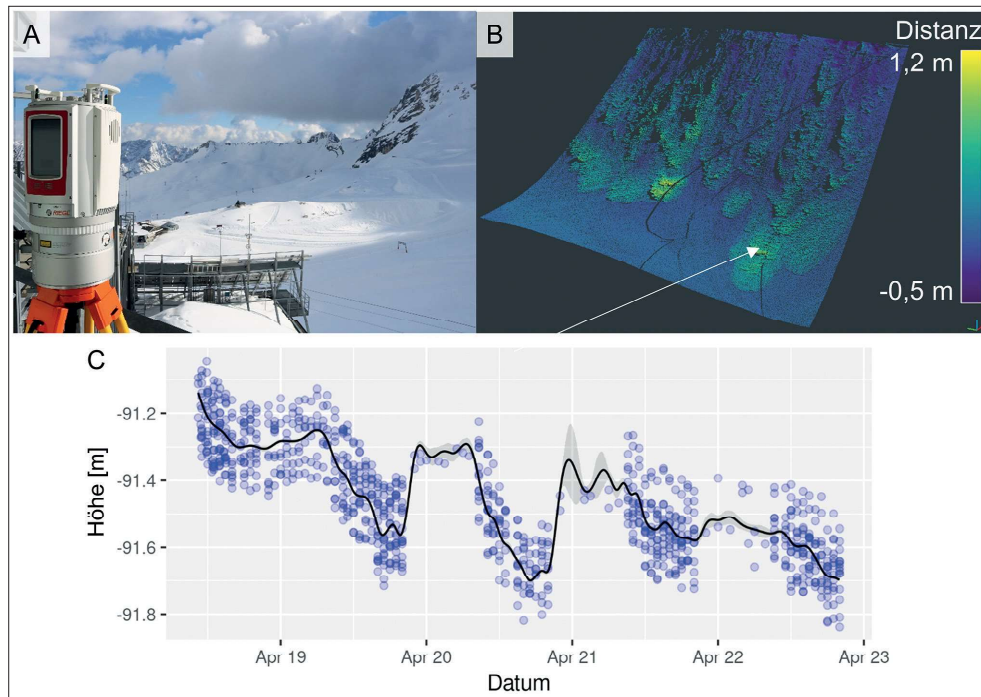 A
B
Distanz
1,2 m
-0,5 m
C
-91.2
-91.4
-91.6
-91.8
Höhe [m]
Apr 19
Apr 20
Apr 21
Apr 22
Apr 23
Datum